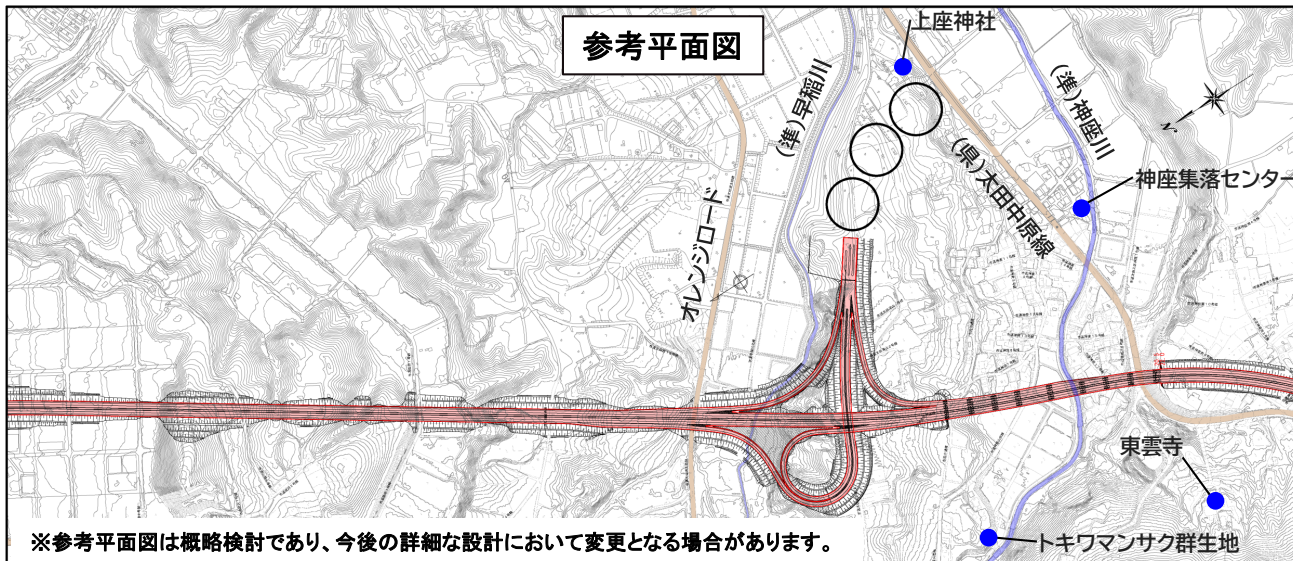 参考平面図
上座神社
(準)早稲川
(準)神座川
N
神座集落センター
(県)太田中原線
オレンジロード
東雲寺
トキワマンサク群生地
※参考平面図は概略検討であり、今後の詳細な設計において変更となる場合があります。